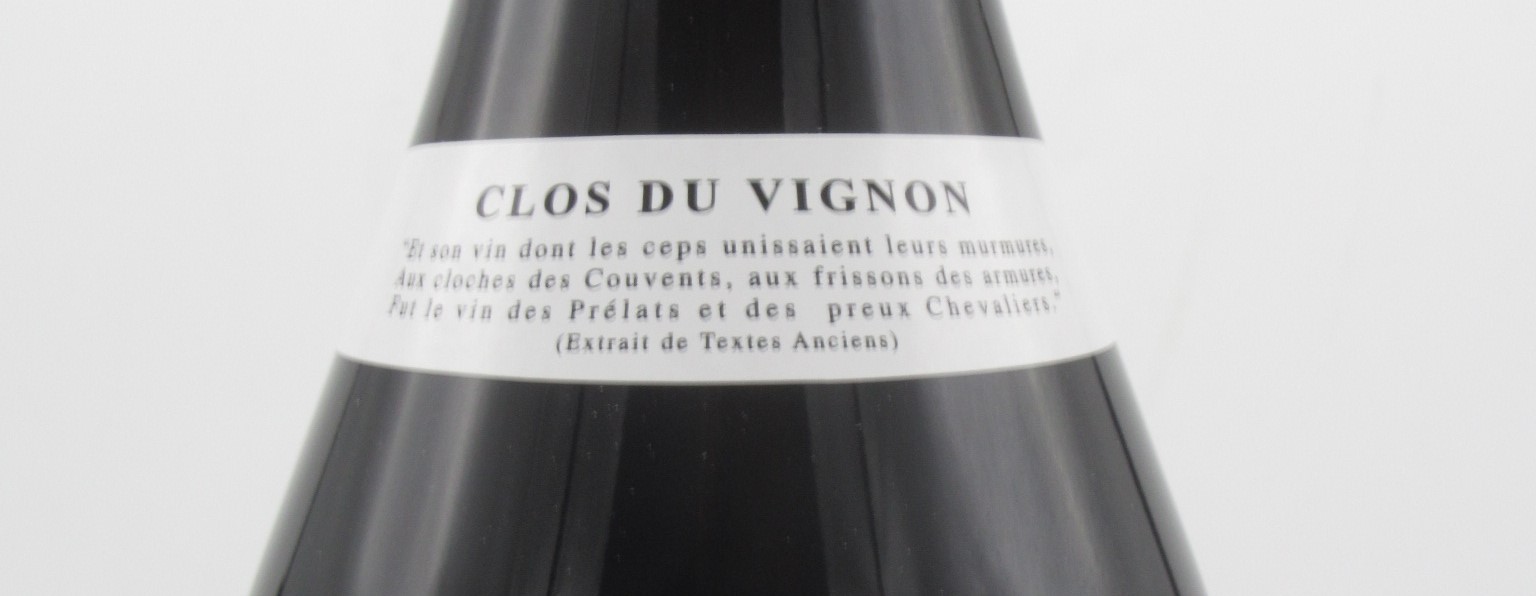 CLOS DU VIGNON
"Et son vin dont les ceps unissaient leurs murmures,
Aux cloches des Couvents, aux frissons des armures,
Fut le vin des Prélats et des preux Chevaliers."
(Extrait de Textes Anciens)